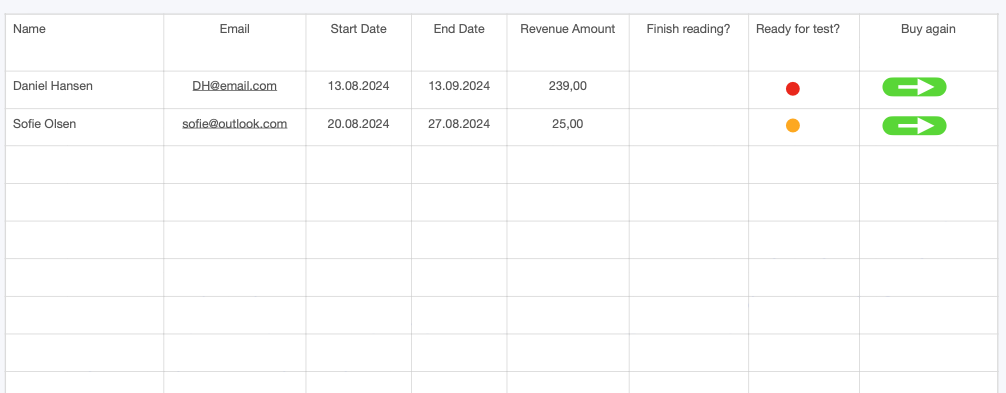 Name Email Start Date End Date Revenue Amount Finish reading? Ready for test? Buy again
Daniel Hansen DH@email.com 13.08.2024 13.09.2024 239,00
Sofie Olsen sofie@outlook.com 20.08.2024 27.08.2024 25,00